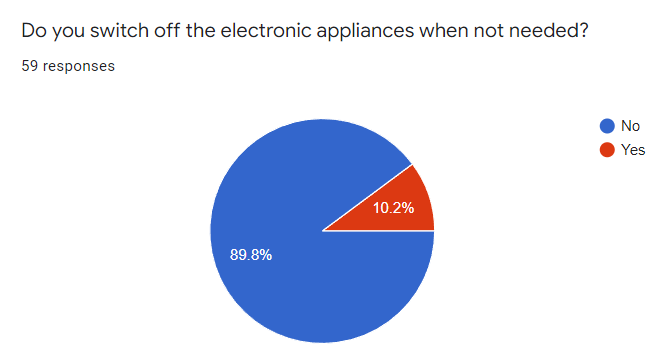 Do you switch off the electronic appliances when not needed?
59 responses
No
Yes
10.2%
89.8%